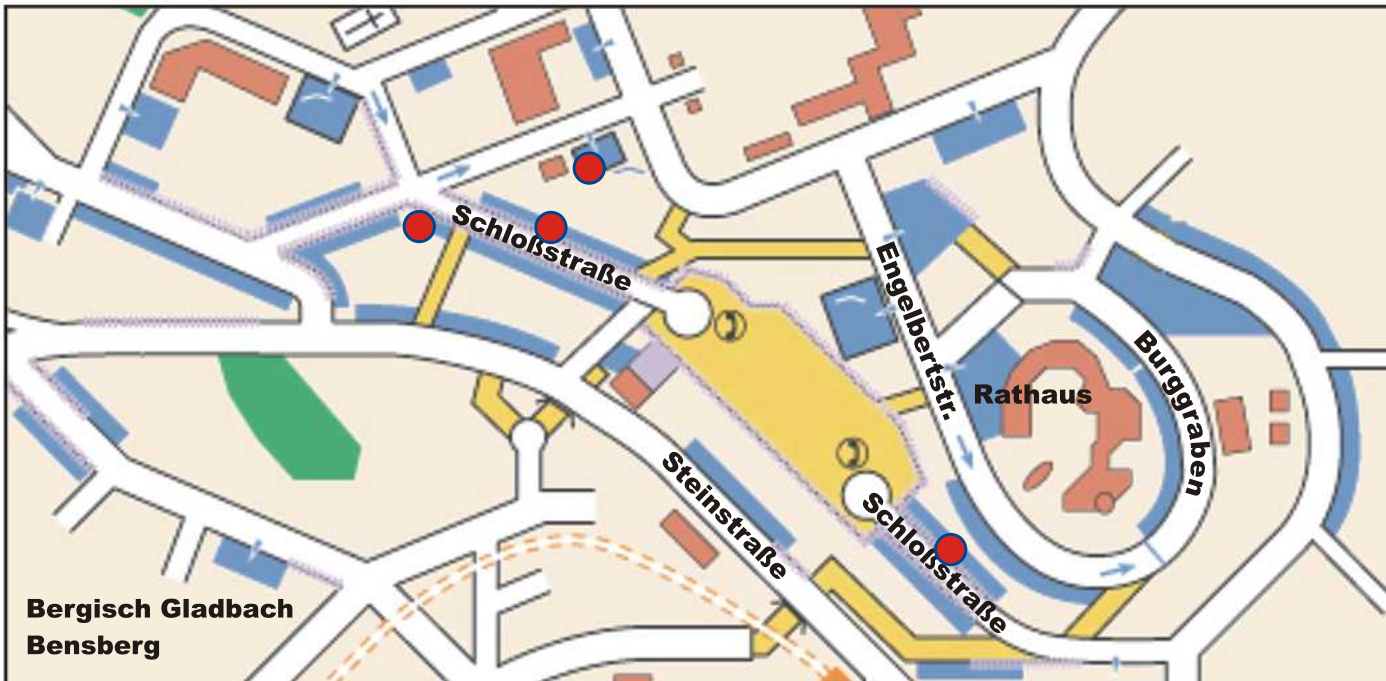 Schloßstraße
Engelbertstr.
Burggraben
Rathaus
Steinstraße
Schloßstraße
Bergisch Gladbach
Bensberg